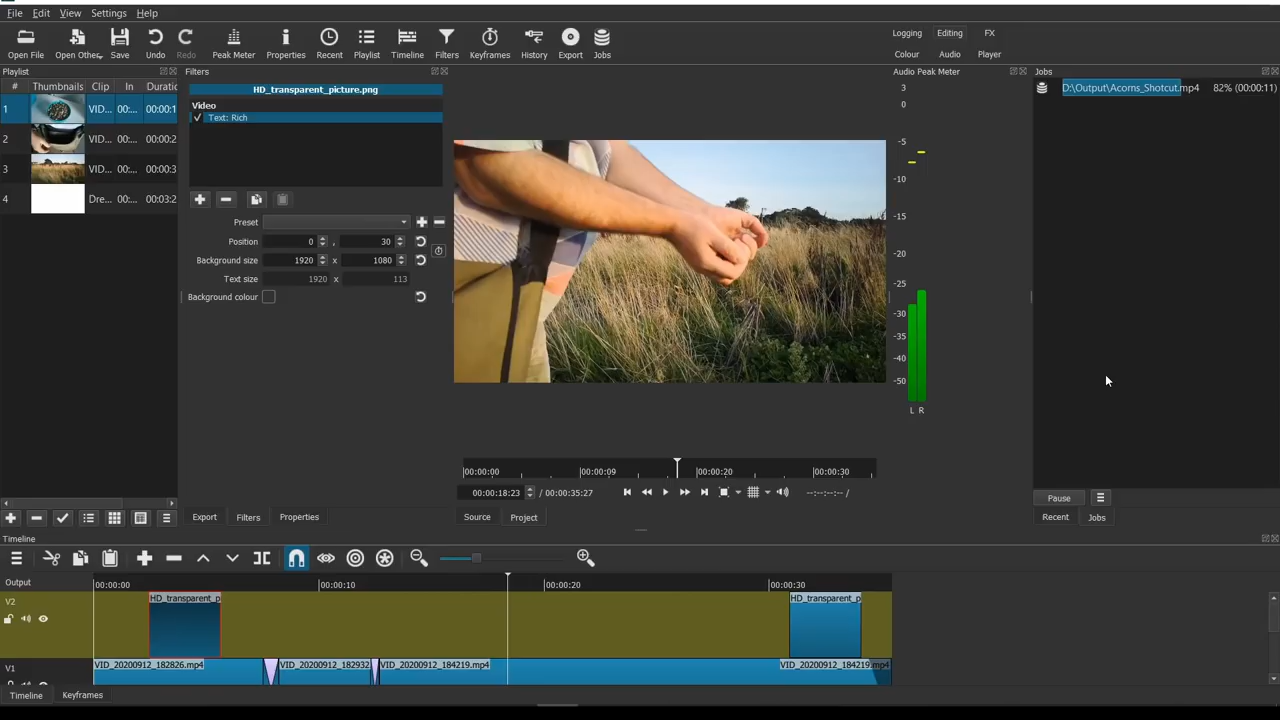 File Edit View Settings Help
Open File Open Other.. Save Undo Redo Peak Meter Properties Recent Playlist Timeline Filters Keyframes History Export Jobs
Logging Editing FX
Colour Audio Player
Playlist
# Thumbnails Clip In Duratic
1 VID... 00:... 00:00:1
2 VID... 00:... 00:00:0
3 VID... 00:... 00:00:3
4 Dre... 00:... 00:03:2
Filters
HD_transparent_picture.png
Video
✓ Text: Rich
Preset
Position 0 , 30
Background size 1920 x 1080
Text size 1920 x 113
Background colour
Export Filters Properties
00:00:00 00:00:09 00:00:20 00:00:30
00:00:18:23 / 00:00:35:27 --:--:--:-- /
Source Project
Audio Peak Meter
3
0
-5
-10
-15
-20
-25
-30
-35
-40
-50
L R
Jobs
D:\Output\Acorns_Shotcut.mp4 82% (00:00:11)
Pause
Recent Jobs
Timeline
Output 00:00:00 00:00:10 00:00:20 00:00:30
V2 HD_transparent_p HD_transparent_p
V1 VID_20200912_182826.mp4 VID_20200912_182932 VID_20200912_184219.mp4 VID_20200912_184219.mp4
Timeline Keyframes